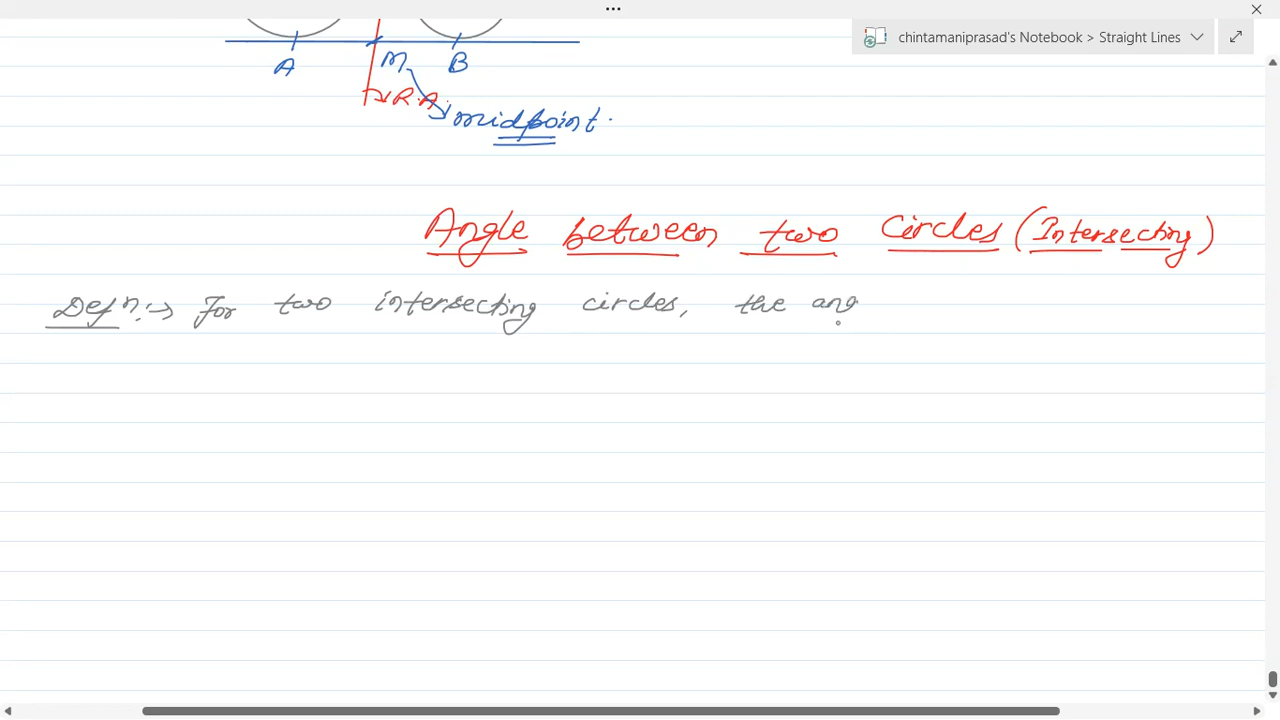 ...
chintamaniprasad's Notebook > Straight Lines
A M B
R.A.
midpoint.
Angle between two Circles (Intersecting)
Defn:→ For two intersecting circles, the ang